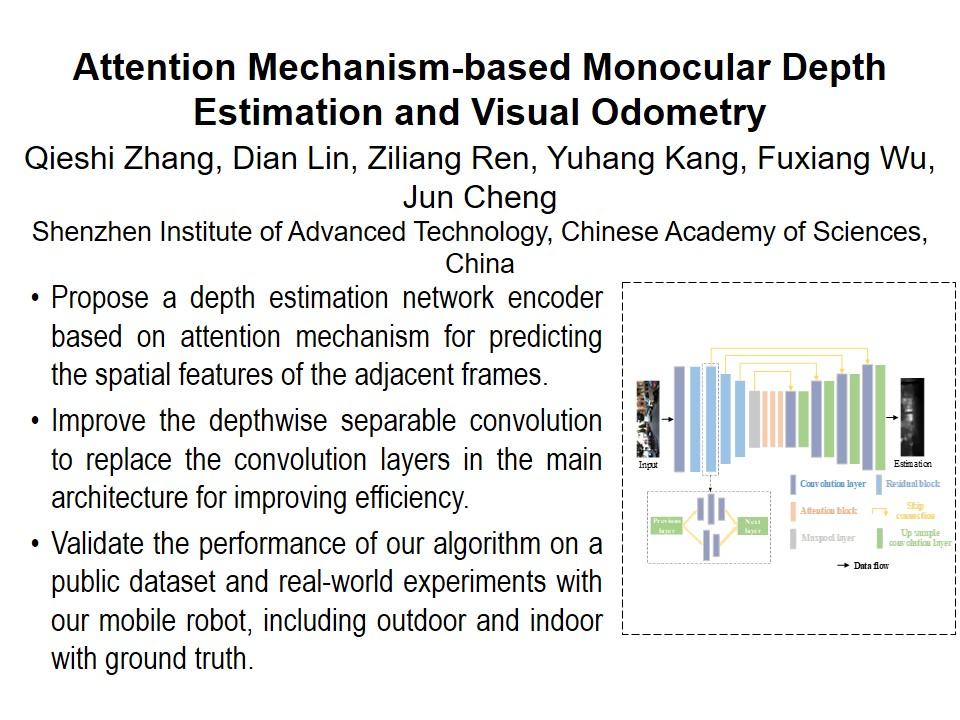 Attention Mechanism-based Monocular Depth
Estimation and Visual Odometry
Qieshi Zhang, Dian Lin, Ziliang Ren, Yuhang Kang, Fuxiang Wu,
Jun Cheng
Shenzhen Institute of Advanced Technology, Chinese Academy of Sciences,
China
• Propose a depth estimation network encoder
based on attention mechanism for predicting
the spatial features of the adjacent frames.
• Improve the depthwise separable convolution
to replace the convolution layers in the main
architecture for improving efficiency.
• Validate the performance of our algorithm on a
public dataset and real-world experiments with
our mobile robot, including outdoor and indoor
with ground truth.
Input
Estimation
Previous
layer
Next
layer
Convolution layer
Residual block
Attention block
Skip
connection
Maxpool layer
Up sample
convolution layer
Data flow